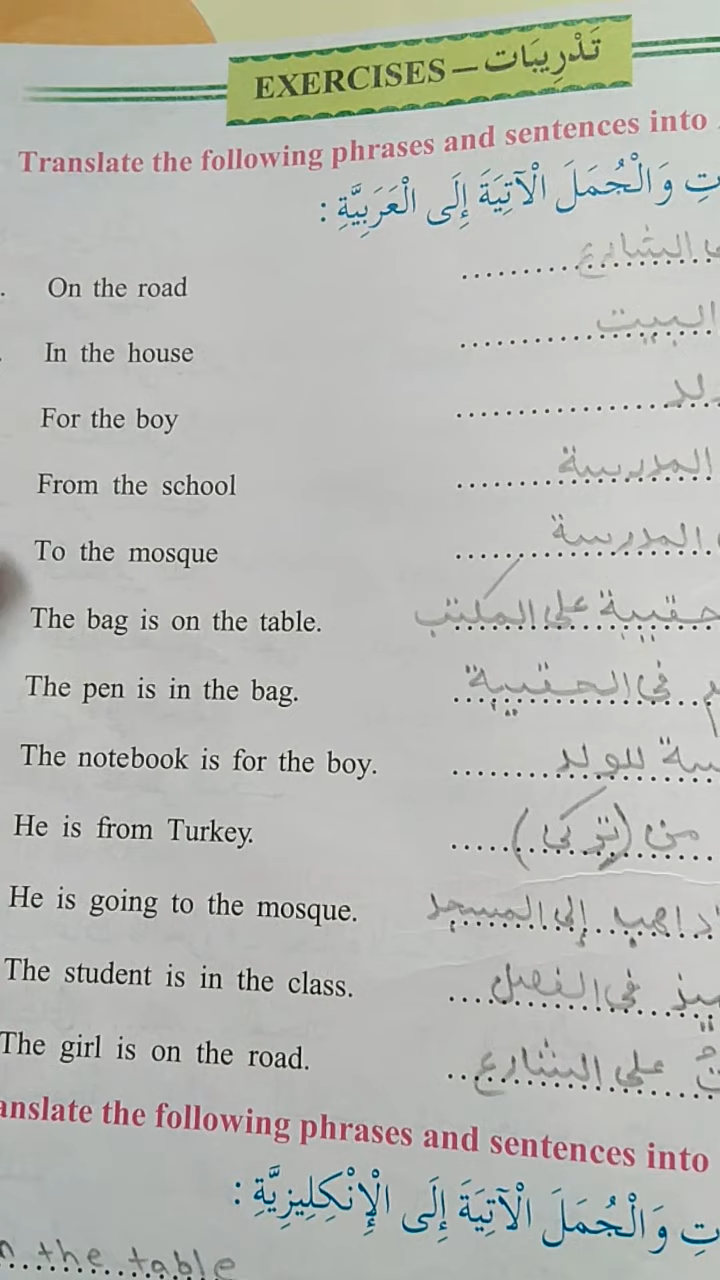 EXERCISES – تَدْرِيبَات
Translate the following phrases and sentences into
وَالْجُمَلَ الْآتِيَةَ إِلَى الْعَرَبِيَّةِ :
On the road الشارع
In the house البيت
For the boy
From the school المدرسة
To the mosque المدرسة
The bag is on the table. على المكتب
The pen is in the bag. في الحقيبة
The notebook is for the boy. للولد
He is from Turkey. من (تركي)
He is going to the mosque. ذاهب إلى المسجد
The student is in the class. في الفصل
The girl is on the road. على الشارع
the following phrases and sentences into
وَالْجُمَلَ الْآتِيَةَ إِلَى الْإِنْكِلِيزِيَّةِ :
the table